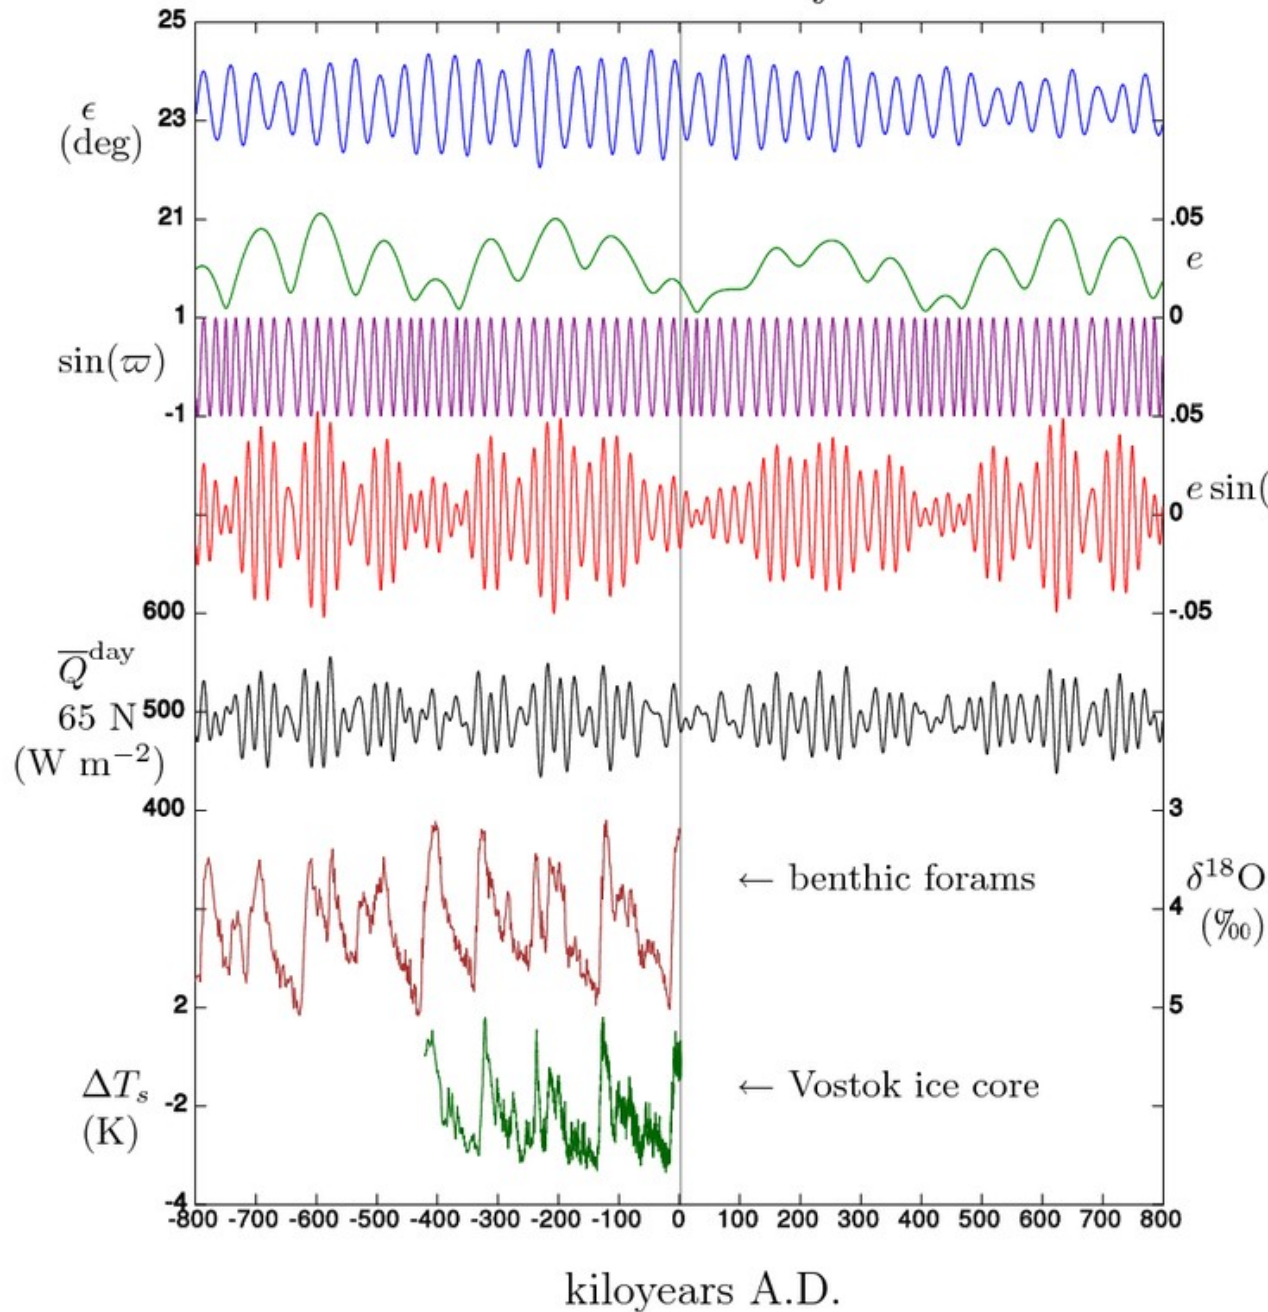 25
ϵ
23
(deg)
21
.05
e
1
0
sin(ϖ)
-1
.05
e sin(
0
600
-.05
Q̅ day
65 N
500
(W m−2)
400
3
← benthic forams
δ18O
4
(‰)
2
5
ΔTs
← Vostok ice core
-2
(K)
-4
-800 -700 -600 -500 -400 -300 -200 -100 0 100 200 300 400 500 600 700 800
kiloyears A.D.